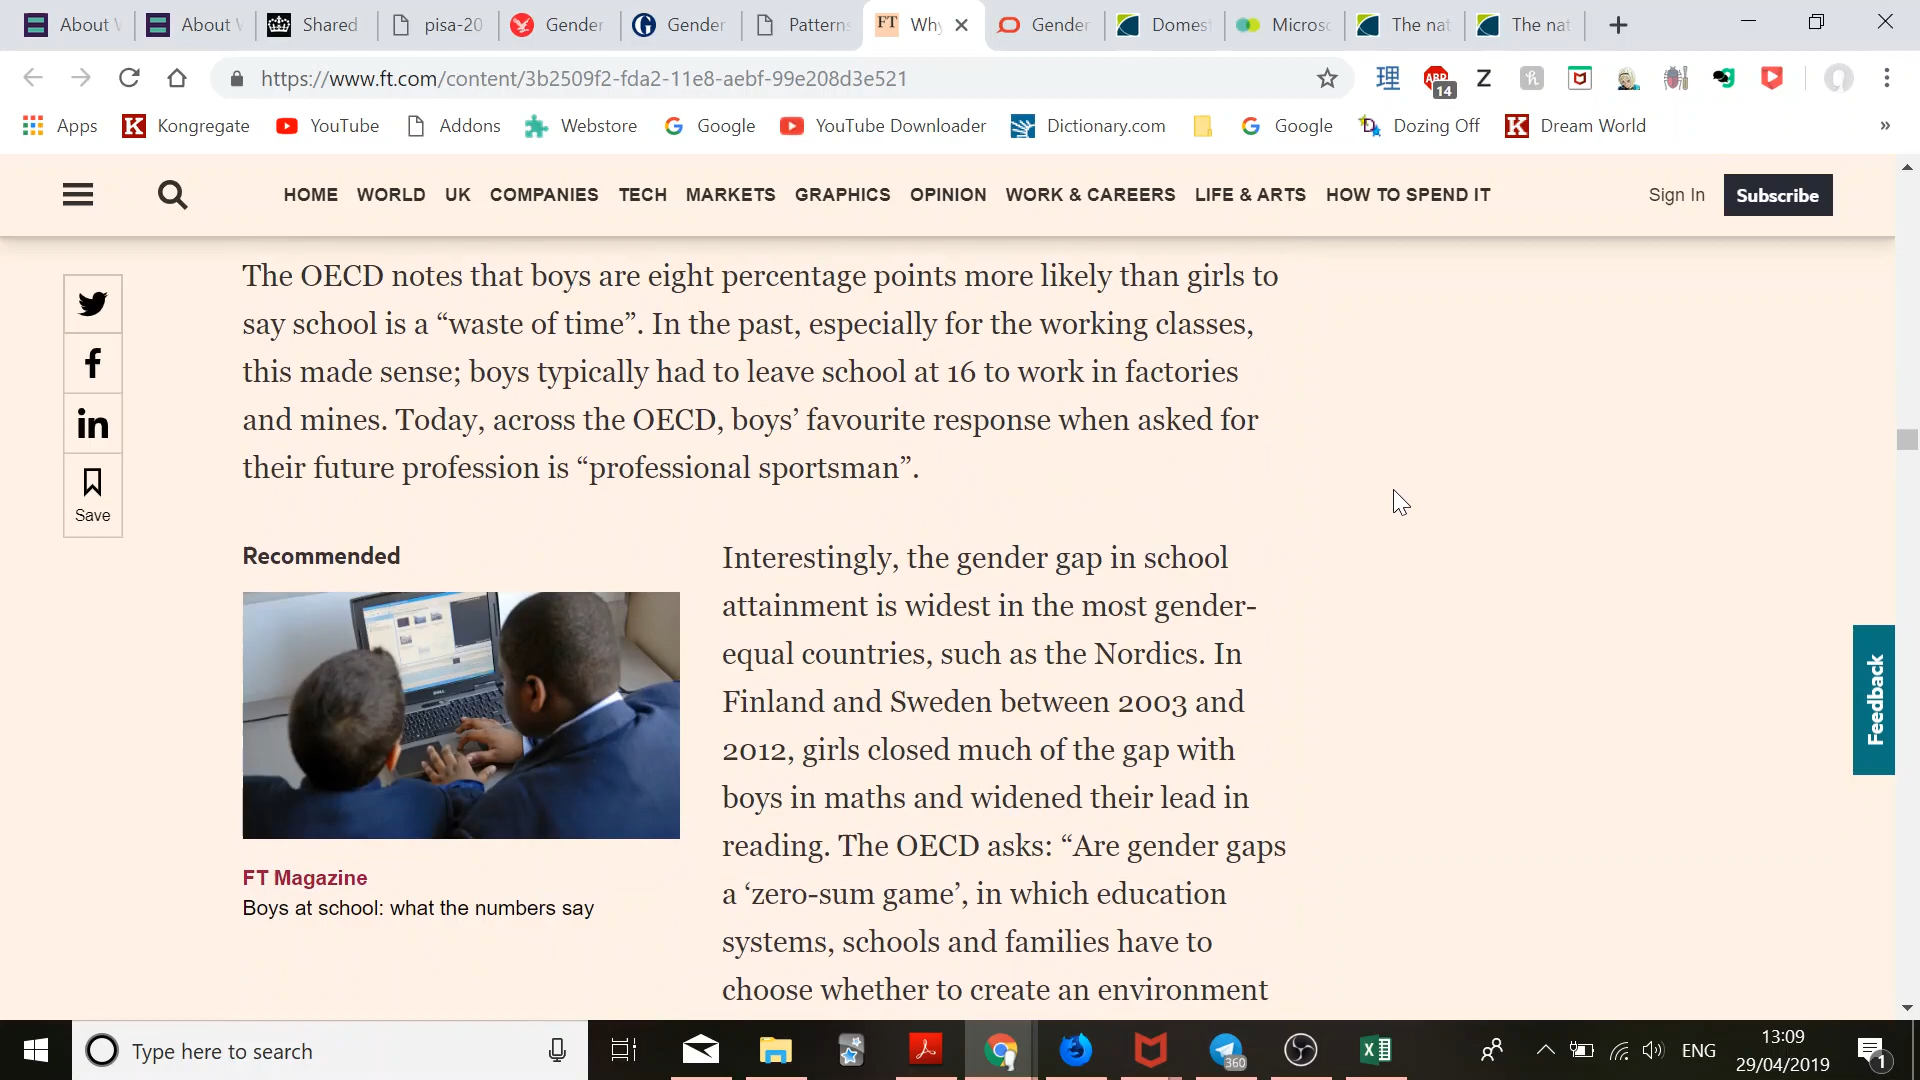 About
About
Shared
pisa-20
Gender
Gender
Patterns
FT
Why
Gender
Domest
Microsc
The nat
The nat
https://www.ft.com/content/3b2509f2-fda2-11e8-aebf-99e208d3e521
理
ABP
14
Z
Apps
Kongregate
YouTube
Addons
Webstore
Google
YouTube Downloader
Dictionary.com
Google
Dozing Off
Dream World
»
HOME WORLD UK COMPANIES TECH MARKETS GRAPHICS OPINION WORK & CAREERS LIFE & ARTS HOW TO SPEND IT
Sign In
Subscribe
The OECD notes that boys are eight percentage points more likely than girls to
say school is a “waste of time”. In the past, especially for the working classes,
this made sense; boys typically had to leave school at 16 to work in factories
and mines. Today, across the OECD, boys’ favourite response when asked for
their future profession is “professional sportsman”.
Save
Recommended
FT Magazine
Boys at school: what the numbers say
Interestingly, the gender gap in school
attainment is widest in the most gender-
equal countries, such as the Nordics. In
Finland and Sweden between 2003 and
2012, girls closed much of the gap with
boys in maths and widened their lead in
reading. The OECD asks: “Are gender gaps
a ‘zero-sum game’, in which education
systems, schools and families have to
choose whether to create an environment
Feedback
Type here to search
360
ENG
13:09
29/04/2019
1